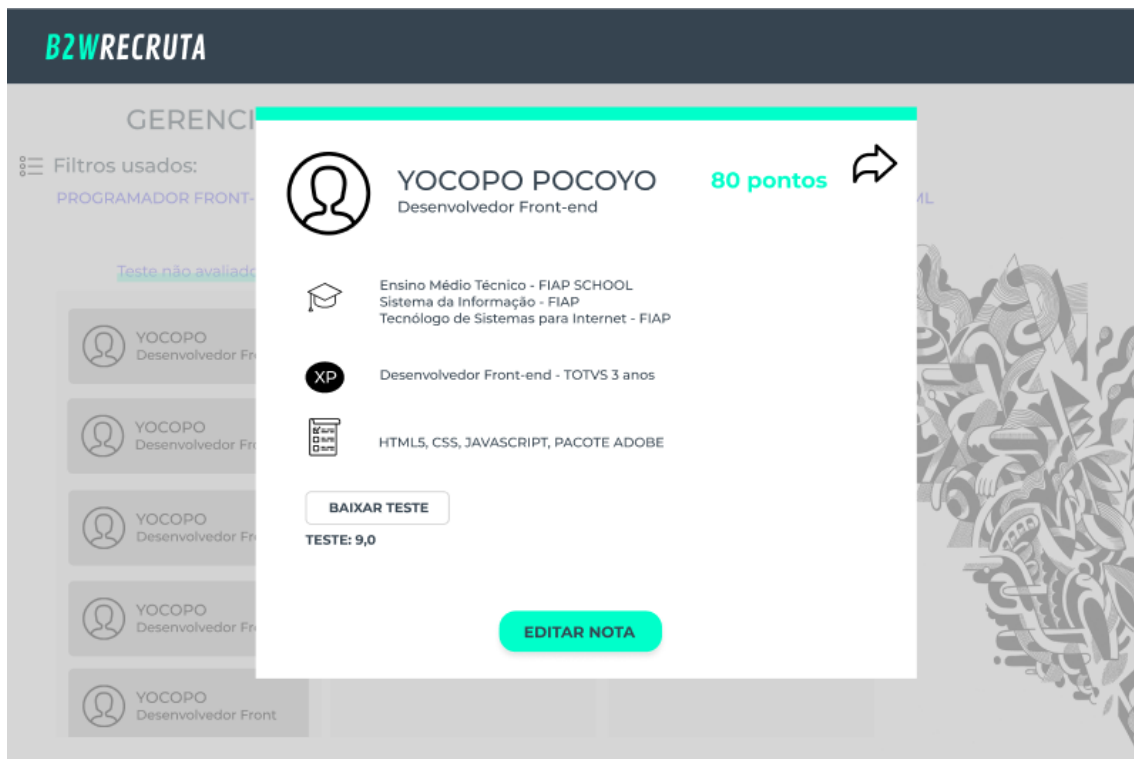 B2WRECRUTA
GERENCI
Filtros usados:
PROGRAMADOR FRONT-
ML
Teste não avaliado
YOCOPO
Desenvolvedor Fr
YOCOPO
Desenvolvedor Fr
YOCOPO
Desenvolvedor Fr
YOCOPO
Desenvolvedor Fr
YOCOPO
Desenvolvedor Front
YOCOPO POCOYO
Desenvolvedor Front-end
80 pontos
Ensino Médio Técnico - FIAP SCHOOL
Sistema da Informação - FIAP
Tecnólogo de Sistemas para Internet - FIAP
XP
Desenvolvedor Front-end - TOTVS 3 anos
HTML5, CSS, JAVASCRIPT, PACOTE ADOBE
BAIXAR TESTE
TESTE: 9,0
EDITAR NOTA